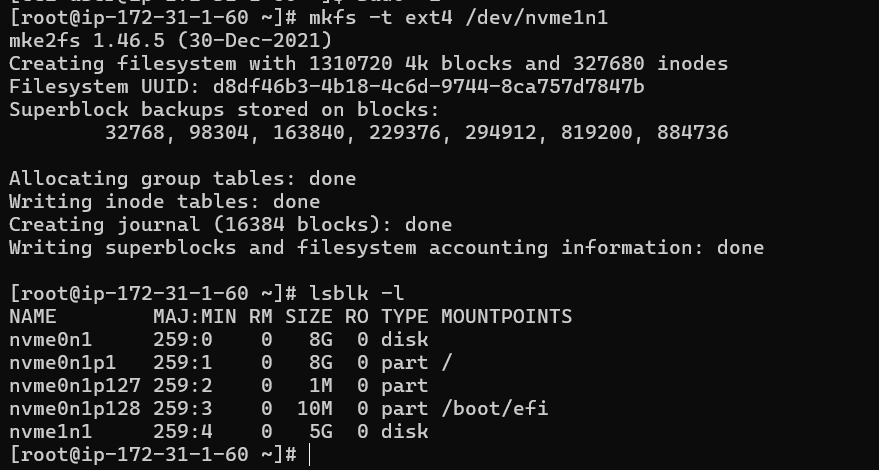 [root@ip-172-31-1-60 ~]# mkfs -t ext4 /dev/nvme1n1
mke2fs 1.46.5 (30-Dec-2021)
Creating filesystem with 1310720 4k blocks and 327680 inodes
Filesystem UUID: d8df46b3-4b18-4c6d-9744-8ca757d7847b
Superblock backups stored on blocks:
        32768, 98304, 163840, 229376, 294912, 819200, 884736

Allocating group tables: done
Writing inode tables: done
Creating journal (16384 blocks): done
Writing superblocks and filesystem accounting information: done

[root@ip-172-31-1-60 ~]# lsblk -l
NAME        MAJ:MIN RM SIZE RO TYPE MOUNTPOINTS
nvme0n1     259:0    0   8G  0 disk
nvme0n1p1   259:1    0   8G  0 part /
nvme0n1p127 259:2    0   1M  0 part
nvme0n1p128 259:3    0  10M  0 part /boot/efi
nvme1n1     259:4    0   5G  0 disk
[root@ip-172-31-1-60 ~]#